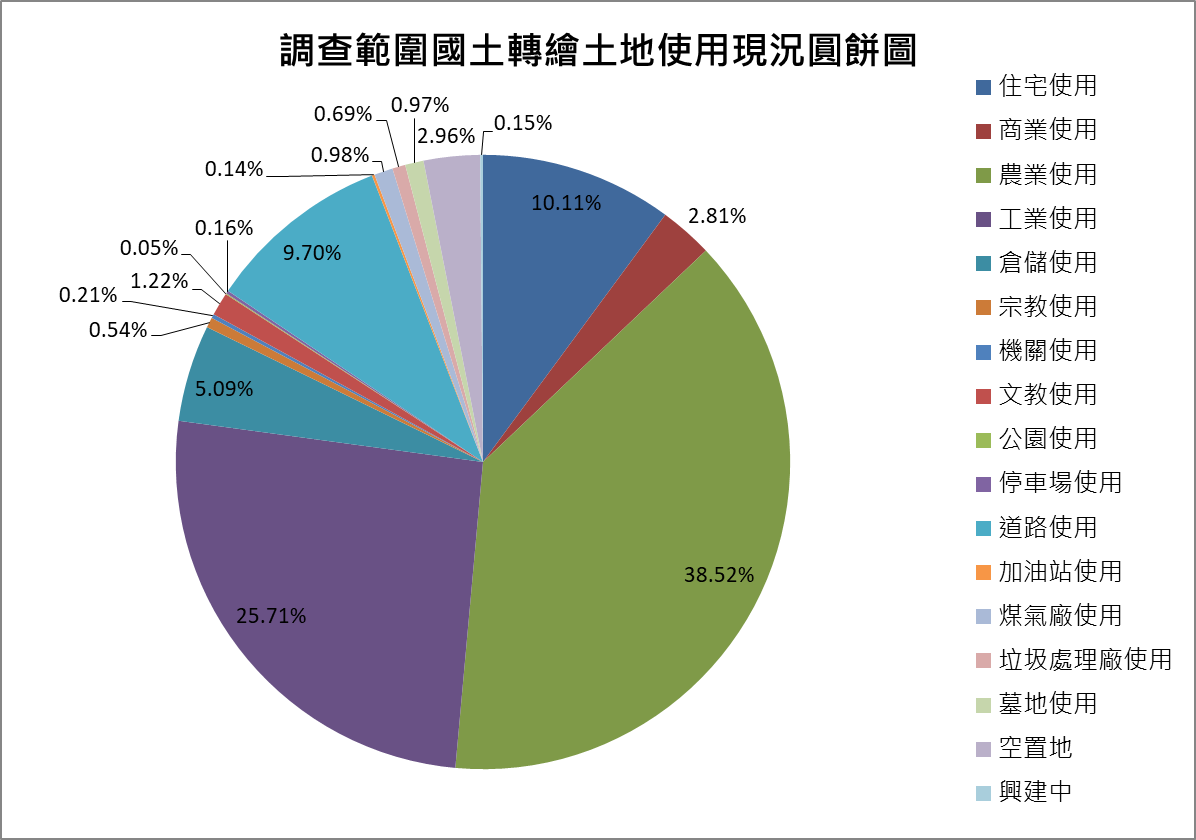 調查範圍國土轉繪土地使用現況圓餅圖
10.11%
2.81%
38.52%
25.71%
5.09%
0.54%
0.21%
1.22%
0.05%
0.16%
9.70%
0.14%
0.98%
0.69%
0.97%
2.96%
0.15%
住宅使用
商業使用
農業使用
工業使用
倉儲使用
宗教使用
機關使用
文教使用
公園使用
停車場使用
道路使用
加油站使用
煤氣廠使用
垃圾處理廠使用
墓地使用
空置地
興建中